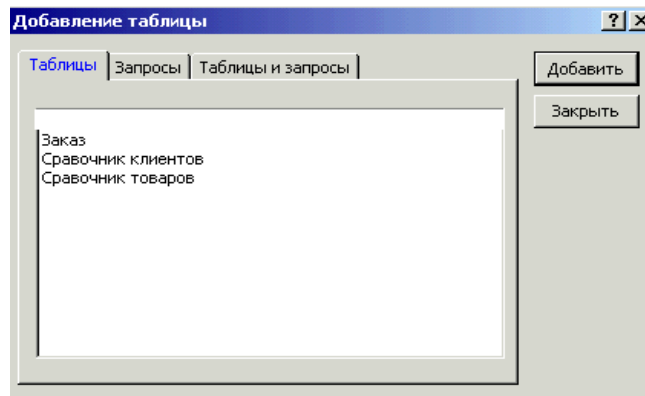 Добавление таблицы
? ×
Таблицы Запросы Таблицы и запросы
Добавить
Закрыть
Заказ
Сравочник клиентов
Сравочник товаров